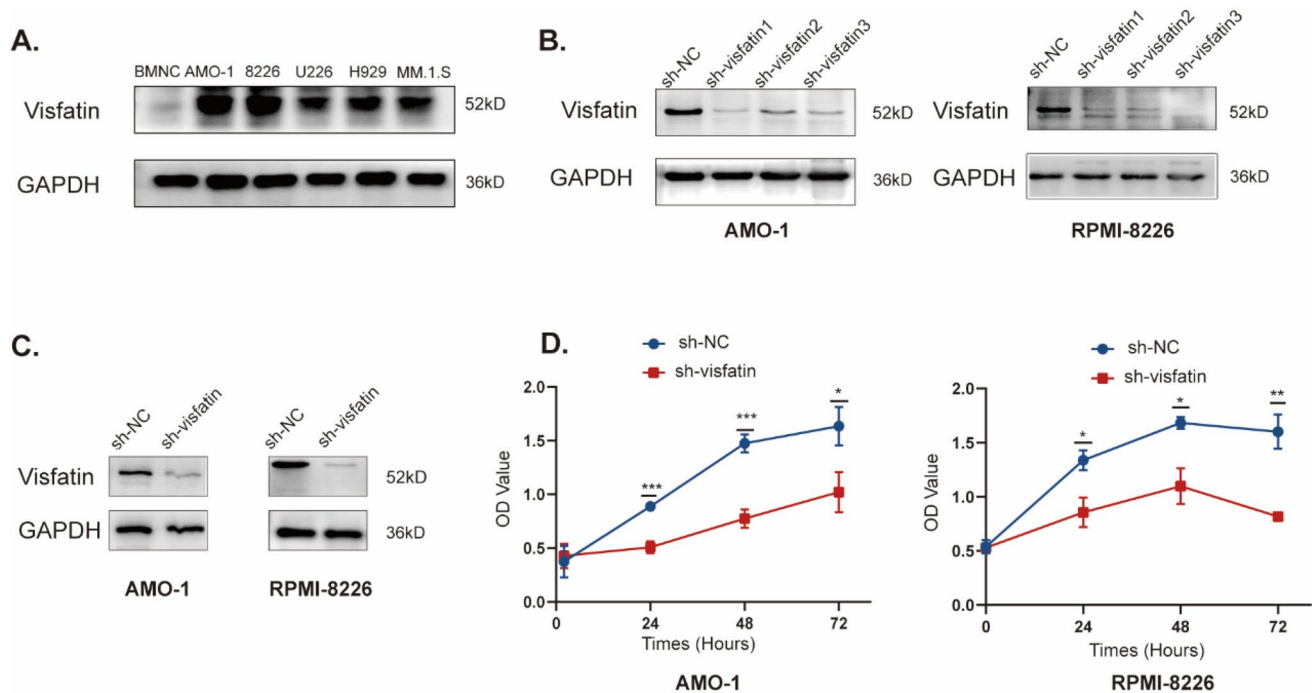 A.
BMNC AMO-1 8226 U226 H929 MM.1.S
Visfatin 52kD
GAPDH 36kD
B.
sh-NC sh-visfatin1 sh-visfatin2 sh-visfatin3
Visfatin 52kD
GAPDH 36kD
AMO-1
sh-NC sh-visfatin1 sh-visfatin2 sh-visfatin3
Visfatin 52kD
GAPDH 36kD
RPMI-8226
C.
sh-NC sh-visfatin sh-NC sh-visfatin
Visfatin 52kD
GAPDH 36kD
AMO-1 RPMI-8226
D.
sh-NC
sh-visfatin
2.0
1.5
1.0
0.5
0.0
OD Value
*** *** *
0 24 48 72
Times (Hours)
AMO-1
sh-NC
sh-visfatin
2.0
1.5
1.0
0.5
0.0
OD Value
* * **
0 24 48 72
Times (Hours)
RPMI-8226